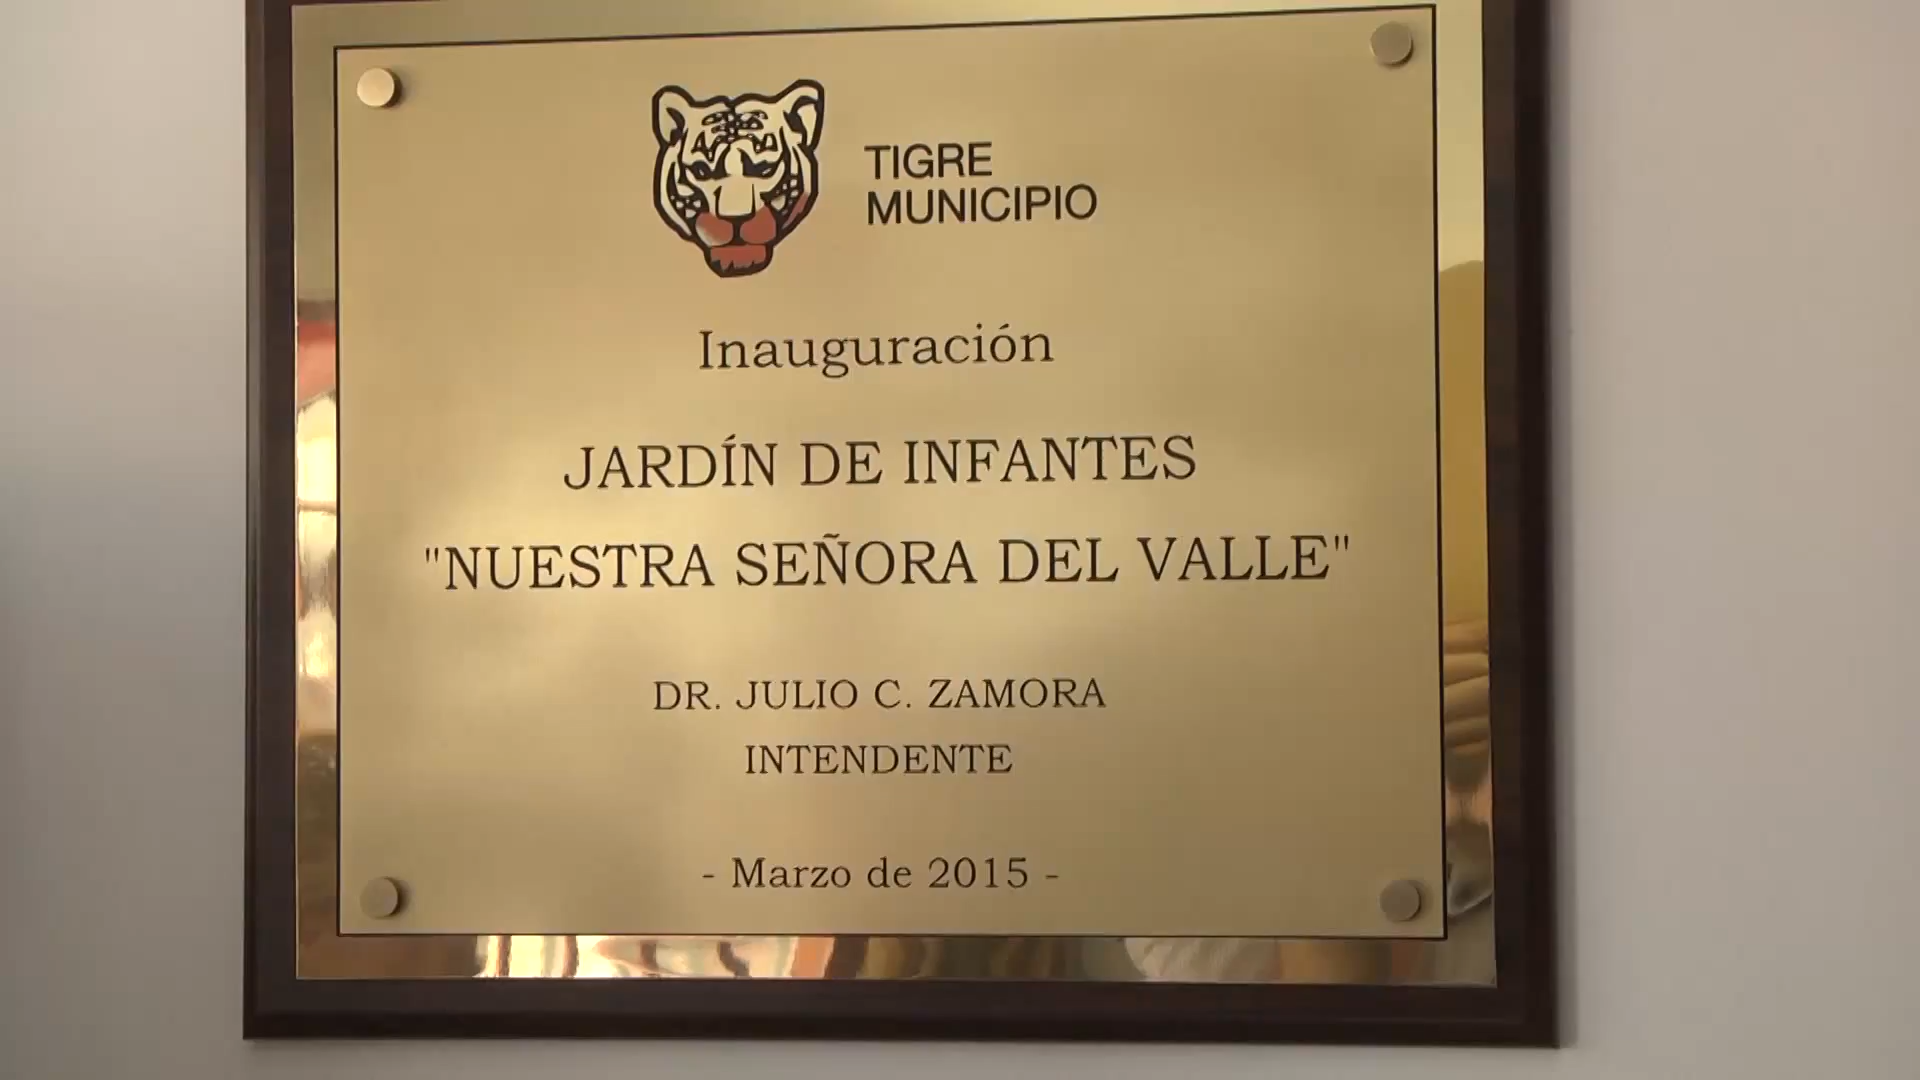 TIGRE
MUNICIPIO
Inauguración
JARDÍN DE INFANTES
"NUESTRA SEÑORA DEL VALLE"
DR. JULIO C. ZAMORA
INTENDENTE
- Marzo de 2015 -